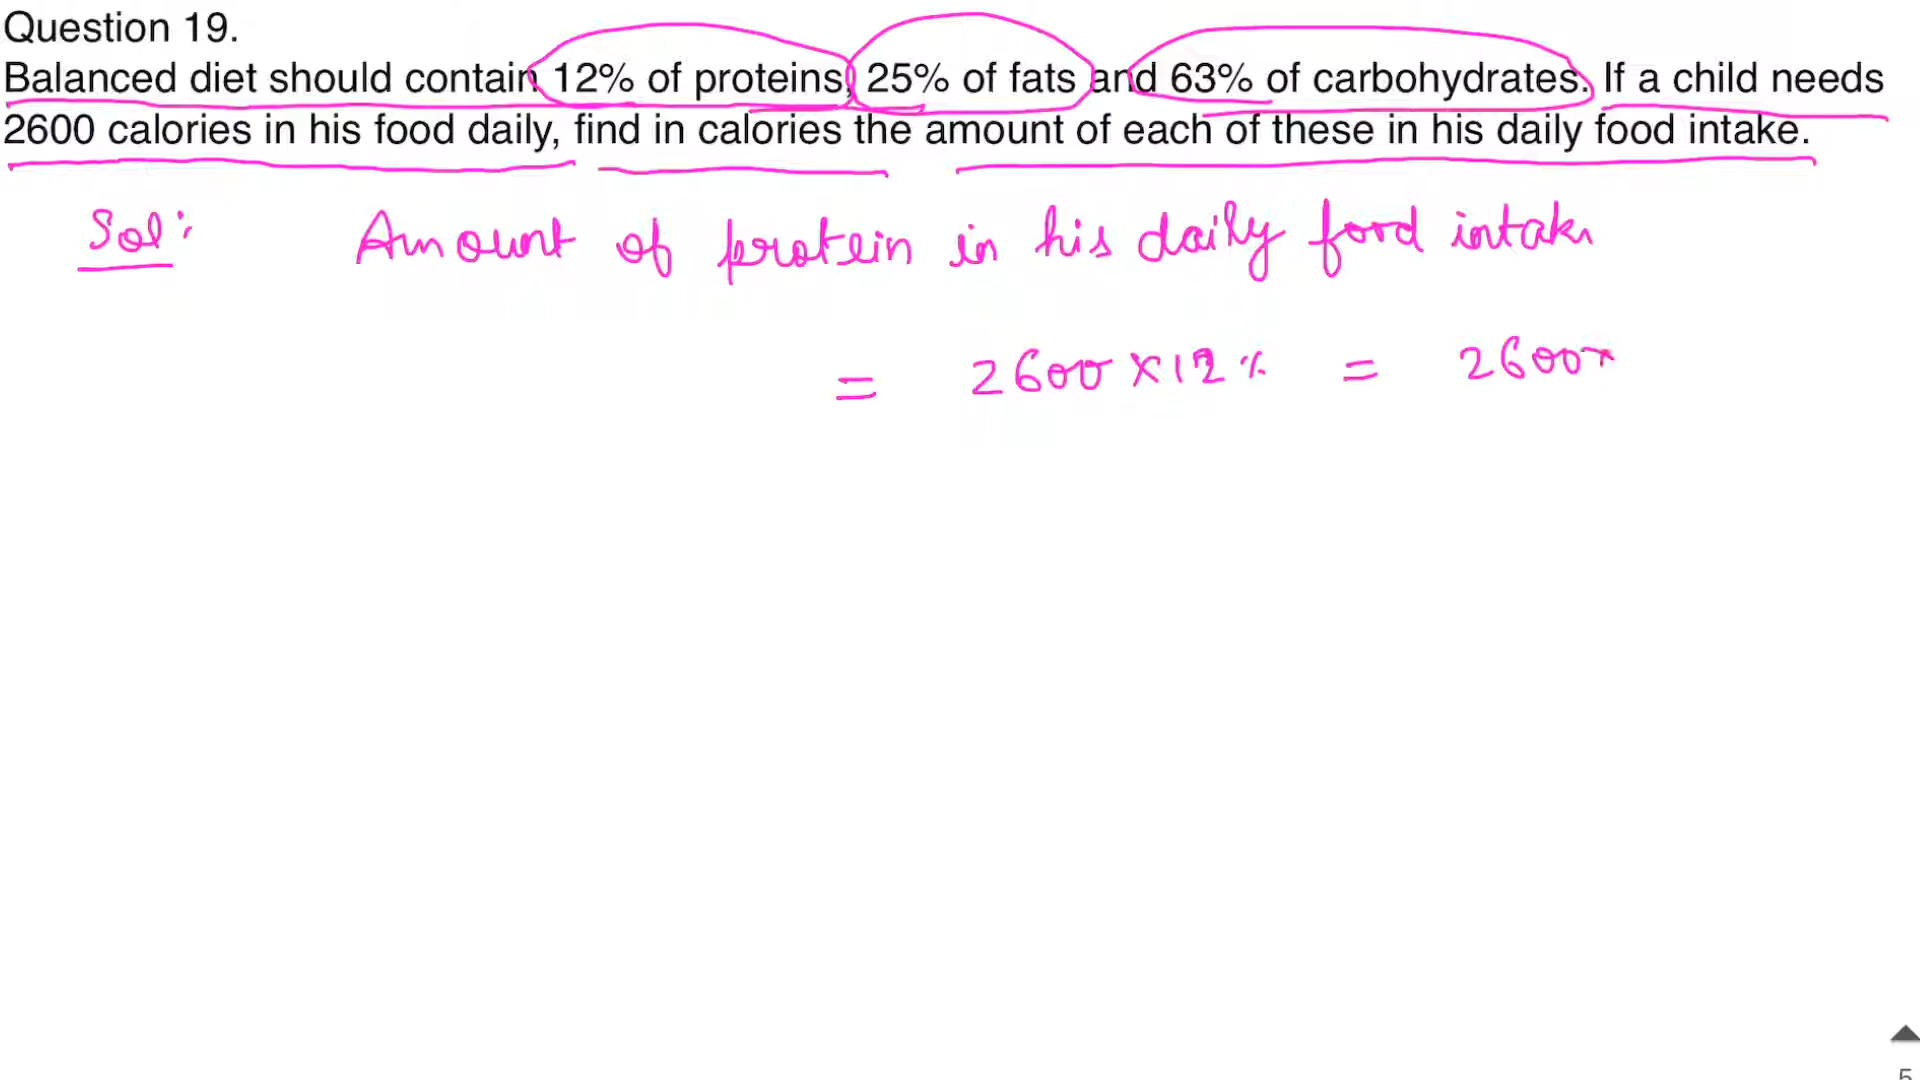 Question 19.
Balanced diet should contain 12% of proteins, 25% of fats and 63% of carbohydrates. If a child needs
2600 calories in his food daily, find in calories the amount of each of these in his daily food intake.
Sol: Amount of protein in his daily food intake
= 2600 × 12% = 2600×
5